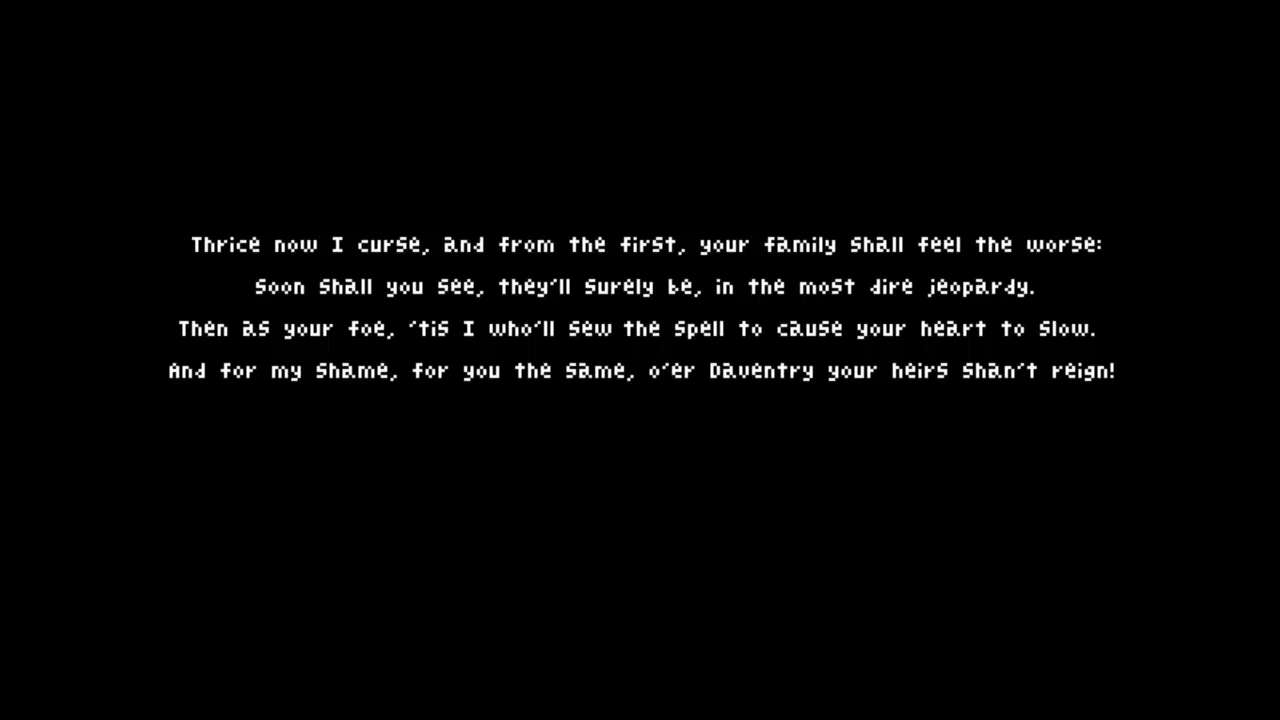 Thrice now I curse, and from the first, your family shall feel the worse:
Soon shall you see, they'll surely be, in the most dire jeopardy.
Then as your foe, 'tis I who'll sew the spell to cause your heart to slow.
And for my shame, for you the same, o'er Daventry your heirs shan't reign!